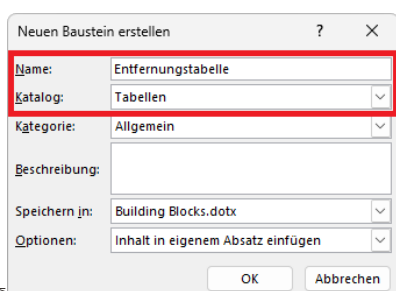 Neuen Baustein erstellen ?
Name: Entfernungstabelle
Katalog: Tabellen
Kategorie: Allgemein
Beschreibung:
Speichern in: Building Blocks.dotx
Optionen: Inhalt in eigenem Absatz einfügen
OK Abbrechen